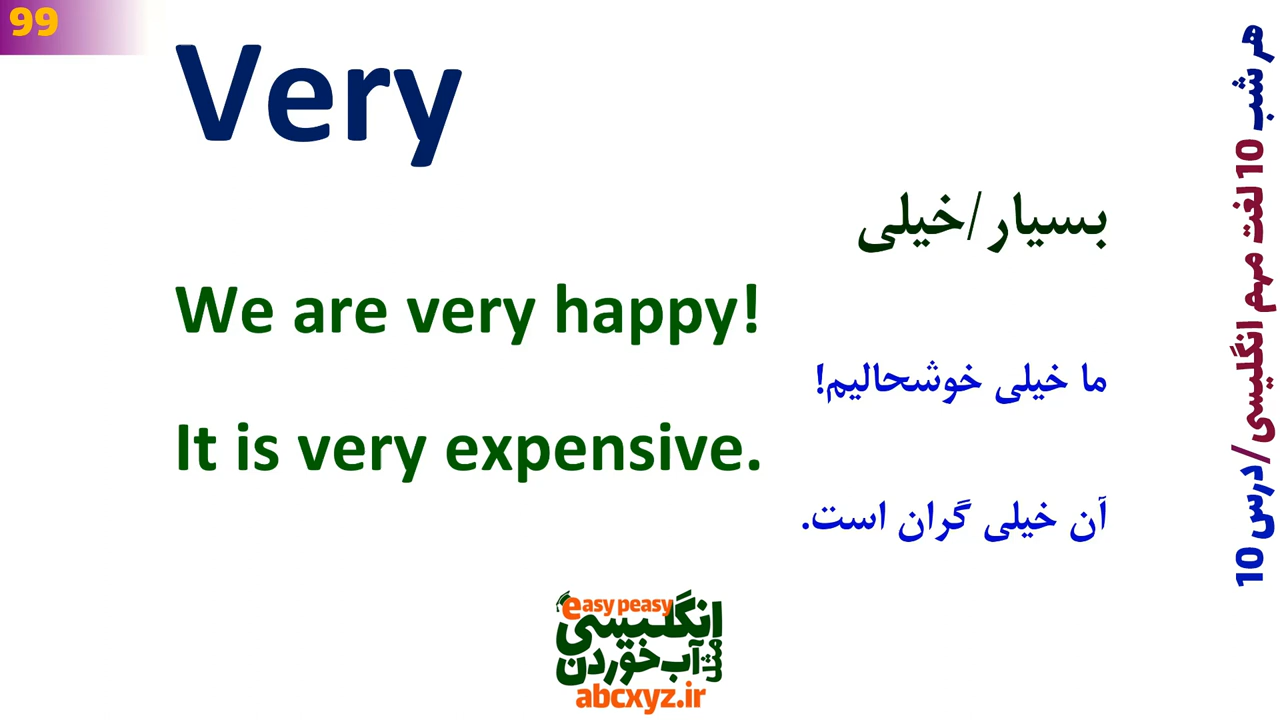 99
Very
بسیار/خیلی
We are very happy!
ما خیلی خوشحالیم!
It is very expensive.
آن خیلی گران است.
هر شب 10 لغت مهم انگلیسی/درس 10
easy peasy
انگلیسی
مثل آب خوردن
abcxyz.ir